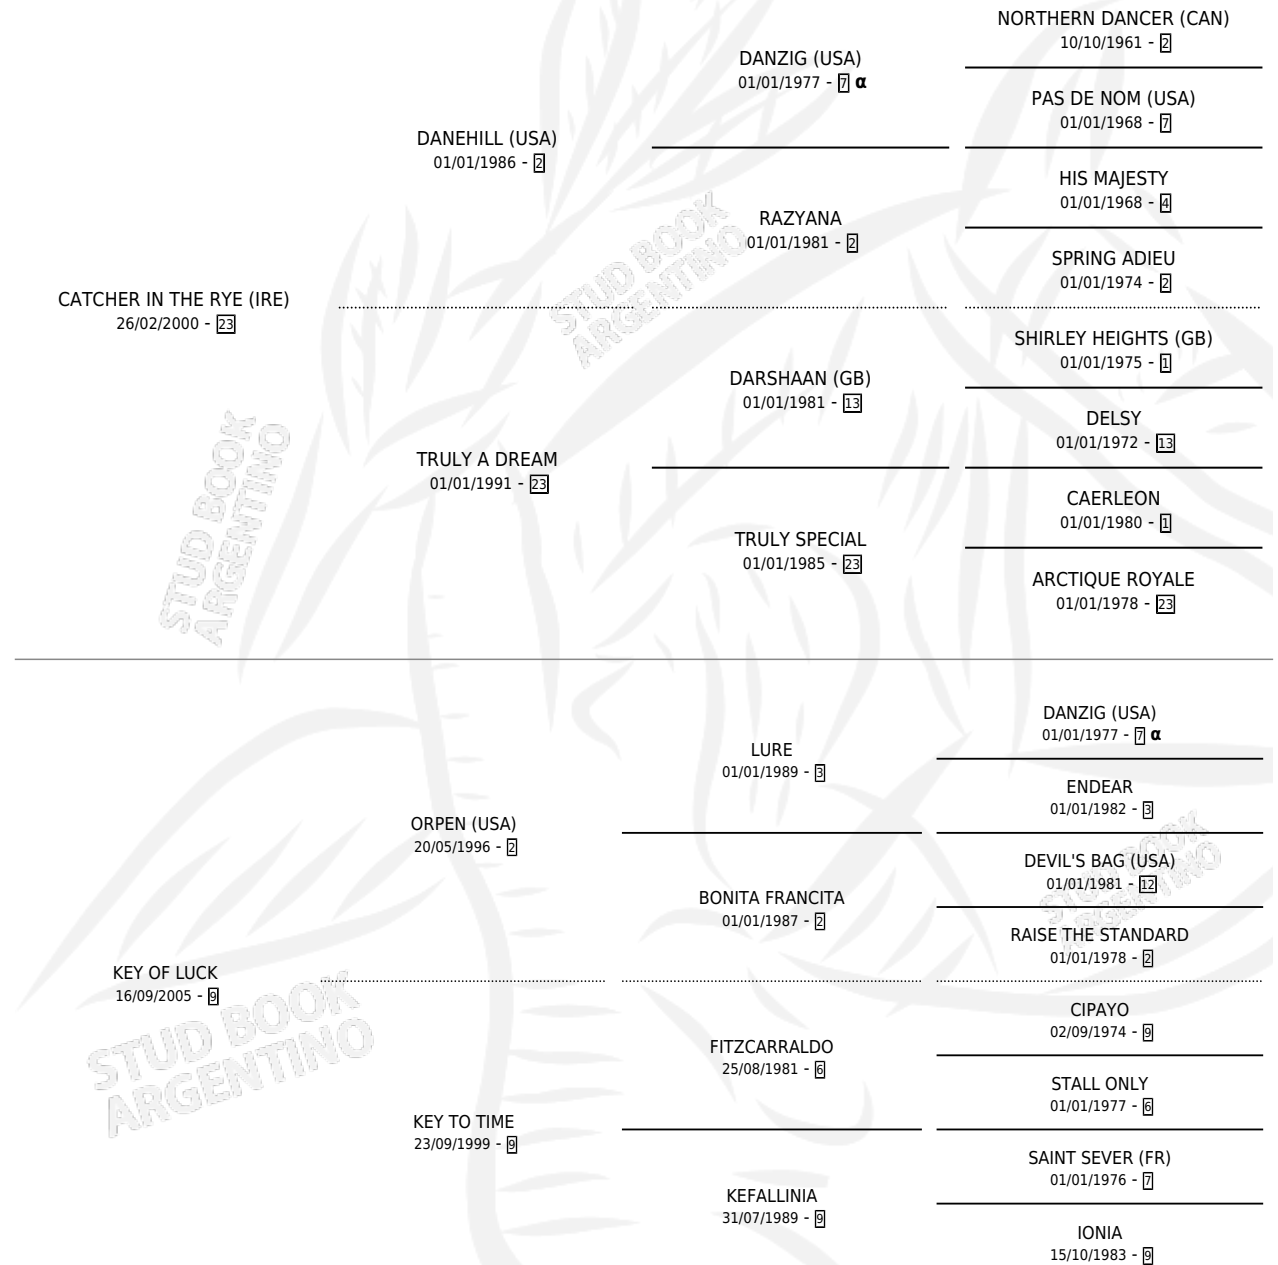 NORTHERN DANCER (CAN)
10/10/1961 - 2
DANZIG (USA)
01/01/1977 - 7 α
PAS DE NOM (USA)
01/01/1968 - 7
DANEHILL (USA)
01/01/1986 - 2
HIS MAJESTY
01/01/1968 - 4
RAZYANA
01/01/1981 - 2
SPRING ADIEU
01/01/1974 - 2
CATCHER IN THE RYE (IRE)
26/02/2000 - 23
STUD BOOK
ARGENTINO
SHIRLEY HEIGHTS (GB)
01/01/1975 - 1
DARSHAAN (GB)
01/01/1981 - 13
DELSY
01/01/1972 - 13
TRULY A DREAM
01/01/1991 - 23
CAERLEON
01/01/1980 - 1
TRULY SPECIAL
01/01/1985 - 23
ARCTIQUE ROYALE
01/01/1978 - 23
STUD BOOK
ARGENTINO
DANZIG (USA)
01/01/1977 - 7 α
LURE
01/01/1989 - 3
ENDEAR
01/01/1982 - 3
ORPEN (USA)
20/05/1996 - 2
DEVIL'S BAG (USA)
01/01/1981 - 12
STUD BOOK
ARGENTINO
BONITA FRANCITA
01/01/1987 - 2
RAISE THE STANDARD
01/01/1978 - 2
KEY OF LUCK
16/09/2005 - 9
STUD BOOK
ARGENTINO
CIPAYO
02/09/1974 - 9
FITZCARRALDO
25/08/1981 - 6
STALL ONLY
01/01/1977 - 6
KEY TO TIME
23/09/1999 - 9
SAINT SEVER (FR)
01/01/1976 - 7
KEFALLINIA
31/07/1989 - 9
IONIA
15/10/1983 - 9